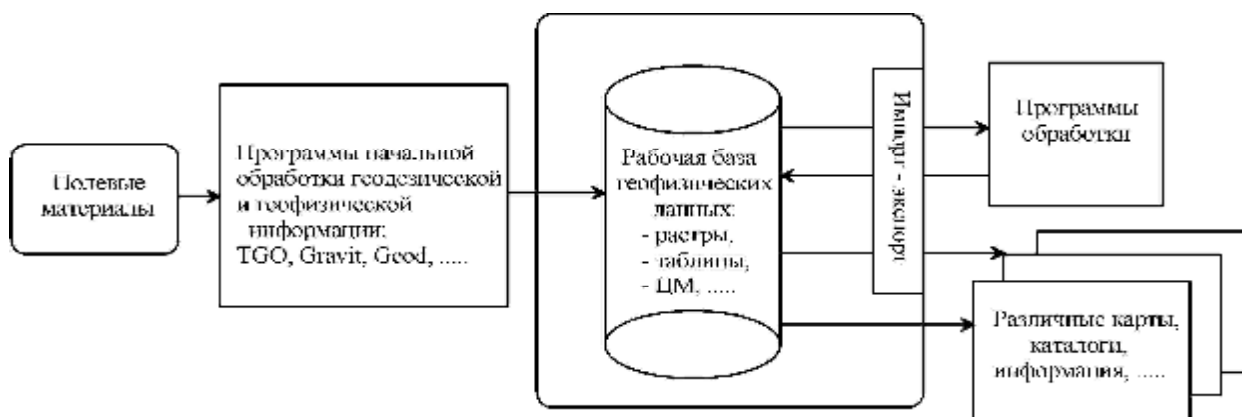 Полевые
материалы
Программы начальной
обработки геодезической
и геофизической
информации:
TGO, Gravit, Geod, .....
Рабочая база
геофизических
данных:
- растры,
- таблицы,
- ЦМ, .....
Импорт - экспорт
Программы
обработки
Различные карты,
каталоги,
информация, .....